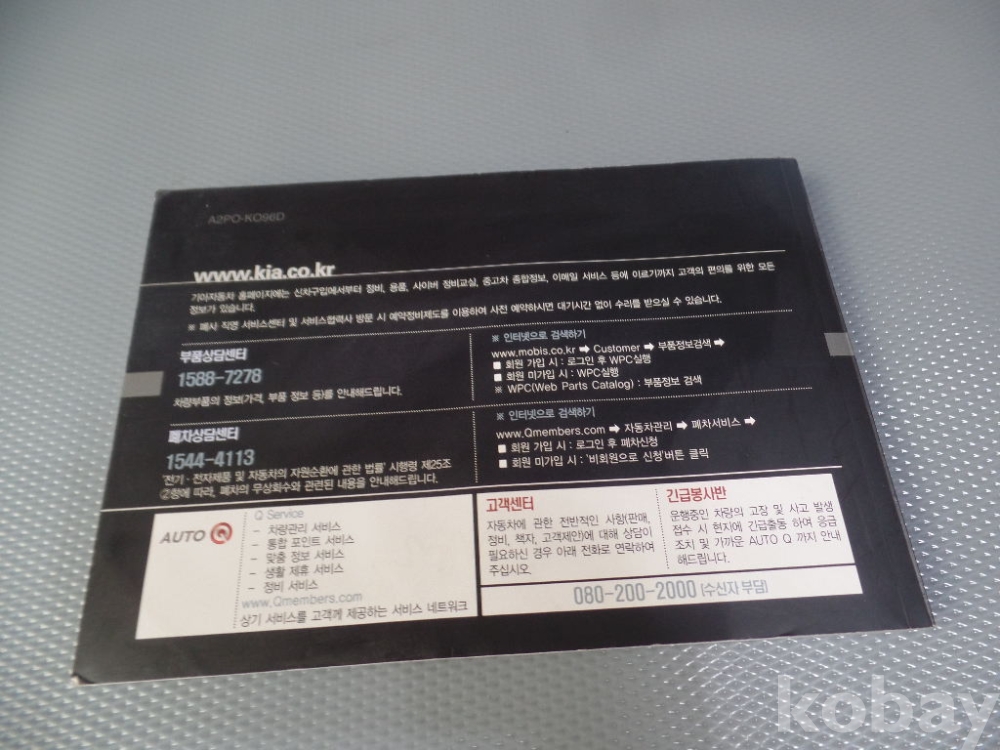 A2PO-KO96D
www.kia.co.kr
기아자동차 홈페이지에는 신차구입에서부터 정비, 용품, 사이버 정비교실, 중고차 종합정보, 이메일 서비스 등에 이르기까지 고객의 편의를 위한 모든
정보가 있습니다.
※ 폐사 직영 서비스센터 및 서비스협력사 방문 시 예약정비제도를 이용하여 사전 예약하시면 대기시간 없이 수리를 받으실 수 있습니다.
부품상담센터
1588-7278
차량부품의 정보(가격, 부품 정보 등)를 안내해드립니다.
※ 인터넷으로 검색하기
www.mobis.co.kr ➡ Customer ➡ 부품정보검색 ➡
■ 회원 가입 시 : 로그인 후 WPC실행
■ 회원 미가입 시 : WPC실행
※ WPC(Web Parts Catalog) : 부품정보 검색
폐차상담센터
1544-4113
'전기·전자제품 및 자동차의 자원순환에 관한 법률' 시행령 제25조
②항에 따라, 폐차의 무상회수와 관련된 내용을 안내해드립니다.
※ 인터넷으로 검색하기
www.Qmembers.com ➡ 자동차관리 ➡ 폐차서비스 ➡
■ 회원 가입 시 : 로그인 후 폐차신청
■ 회원 미가입 시 : '비회원으로 신청'버튼 클릭
AUTO Q
Q Service
- 차량관리 서비스
- 통합 포인트 서비스
- 맞춤 정보 서비스
- 생활 제휴 서비스
- 정비 서비스
www.Qmembers.com
상기 서비스를 고객께 제공하는 서비스 네트워크
고객센터
자동차에 관한 전반적인 사항(판매,
정비, 책자, 고객제안)에 대해 상담이
필요하신 경우 아래 전화로 연락하여
주십시오.
긴급봉사반
운행중인 차량의 고장 및 사고 발생
접수 시 현지에 긴급출동 하여 응급
조치 및 가까운 AUTO Q 까지 안내
해드립니다.
080-200-2000 (수신자 부담)
kobay